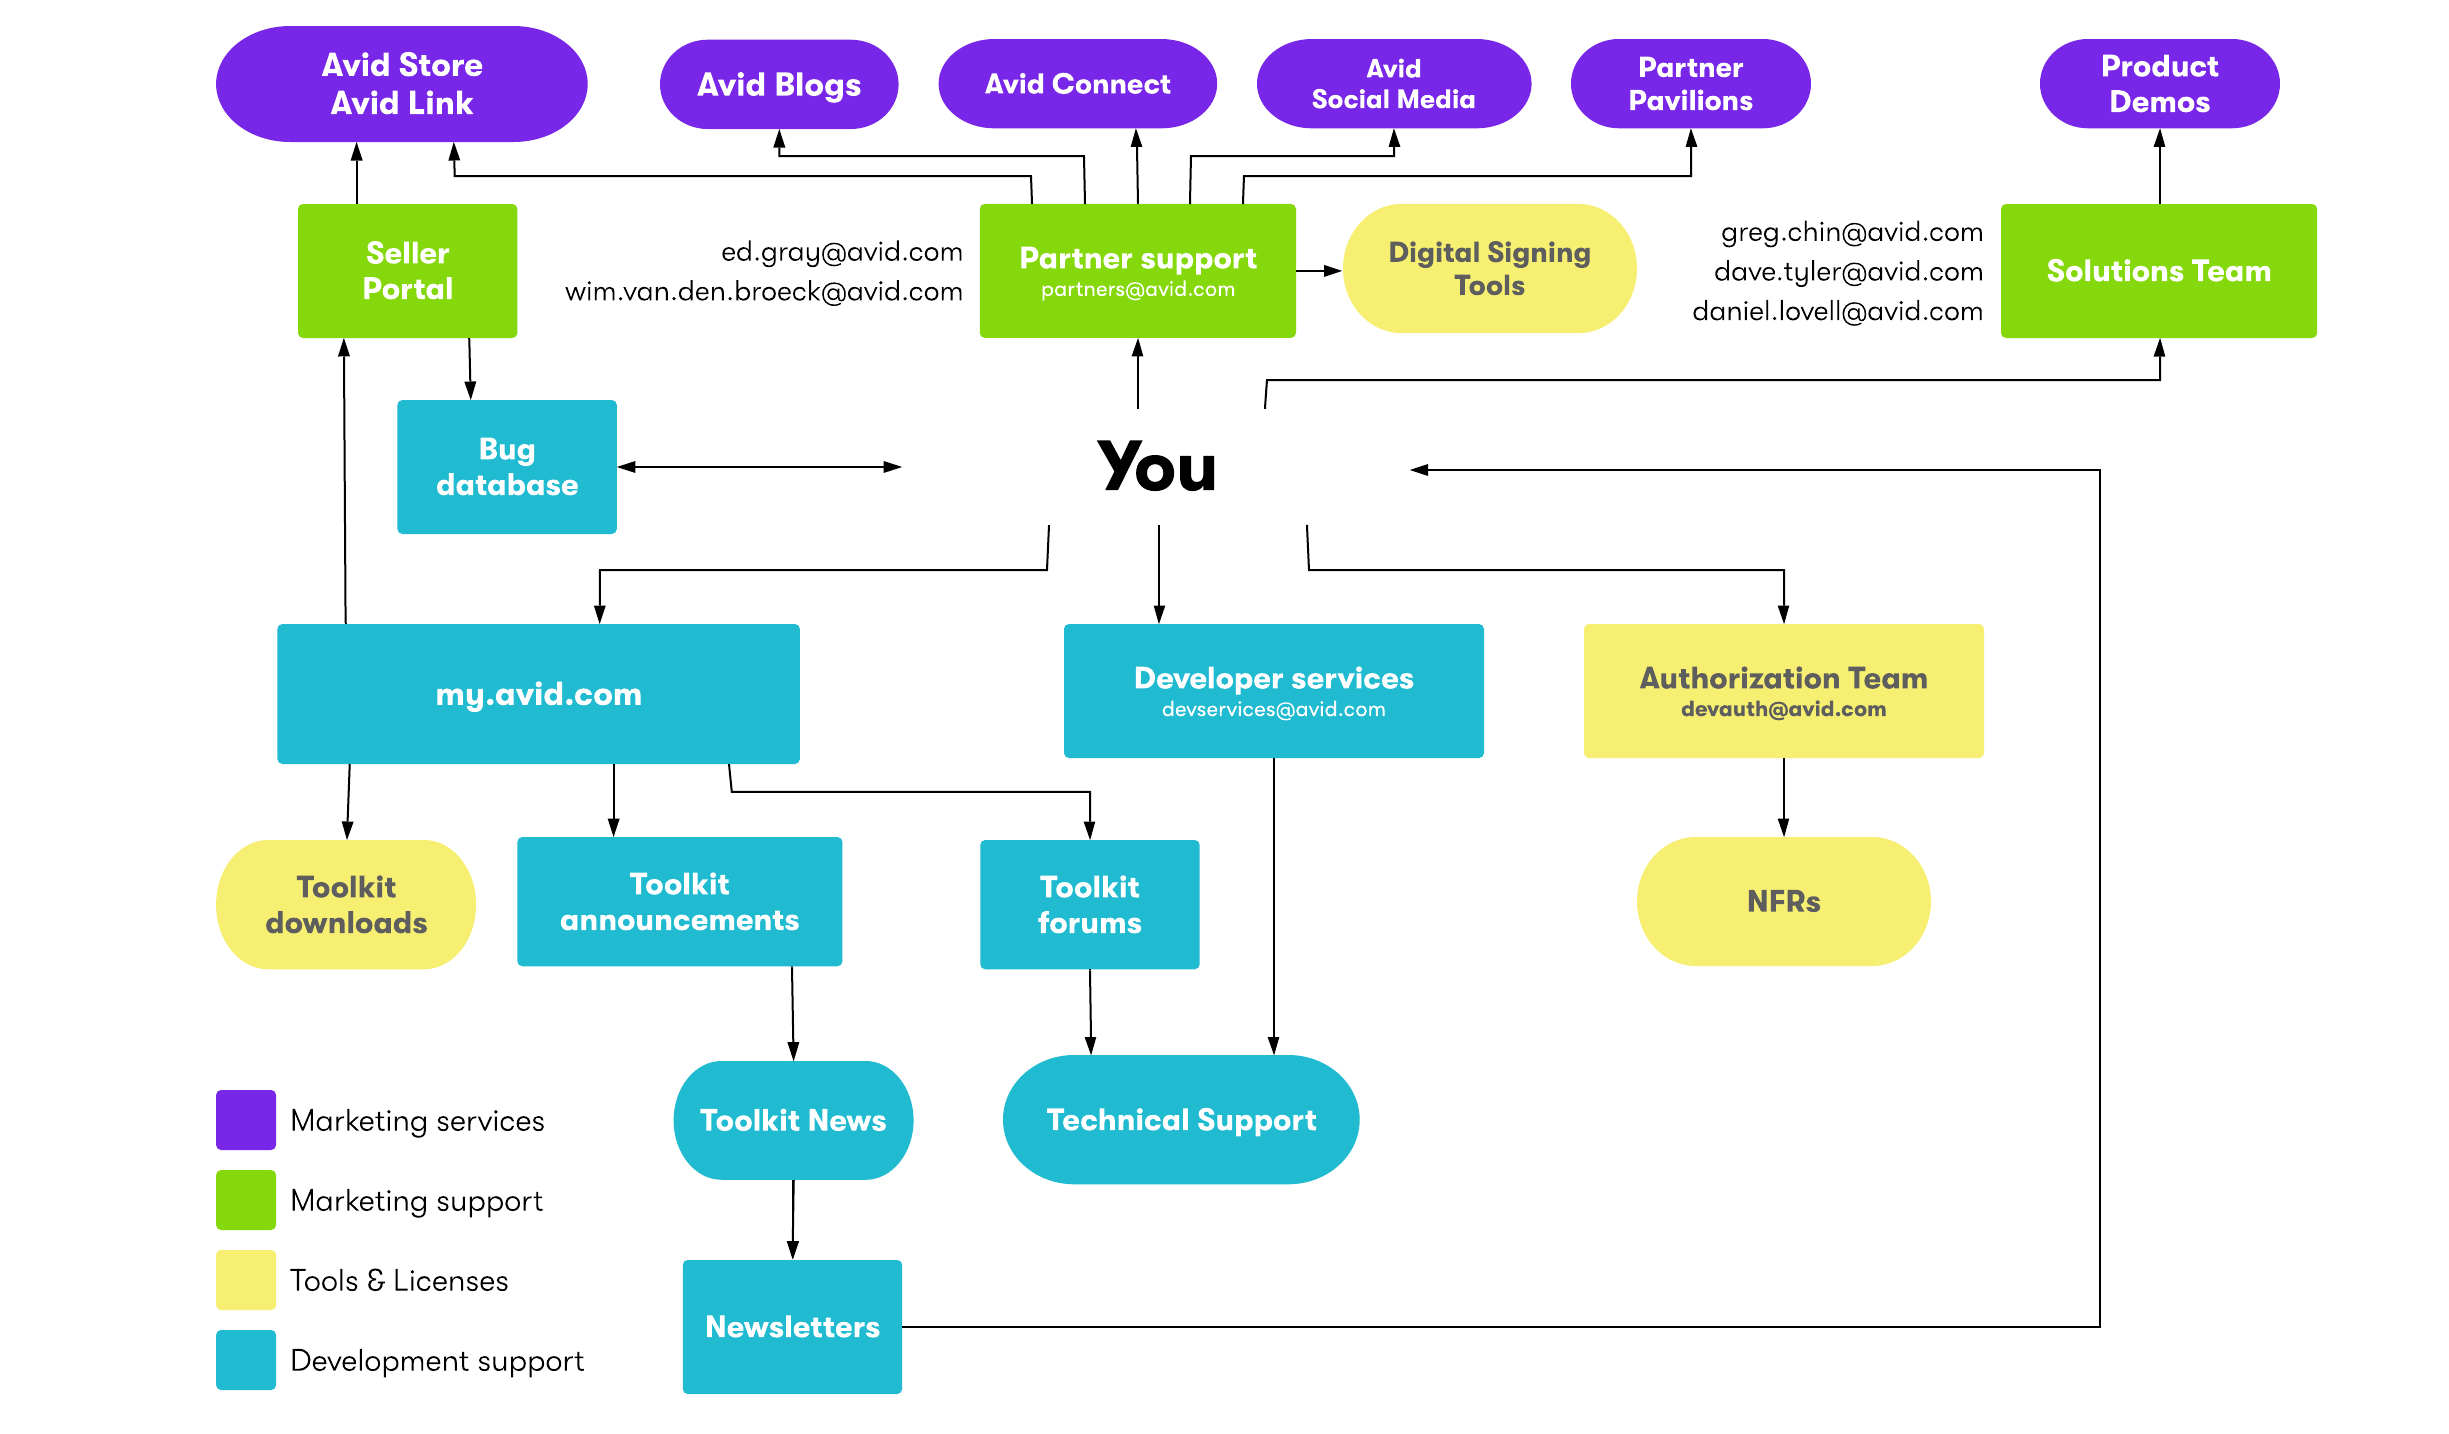 Avid Store
Avid Link
Avid Blogs
Avid Connect
Avid
Social Media
Partner
Pavilions
Product
Demos
Seller
Portal
ed.gray@avid.com
wim.van.den.broeck@avid.com
Partner support
partners@avid.com
Digital Signing
Tools
greg.chin@avid.com
dave.tyler@avid.com
daniel.lovell@avid.com
Solutions Team
Bug
database
You
my.avid.com
Developer services
devservices@avid.com
Authorization Team
devauth@avid.com
Toolkit
downloads
Toolkit
announcements
Toolkit
forums
NFRs
Toolkit News
Technical Support
Newsletters
Marketing services
Marketing support
Tools & Licenses
Development support